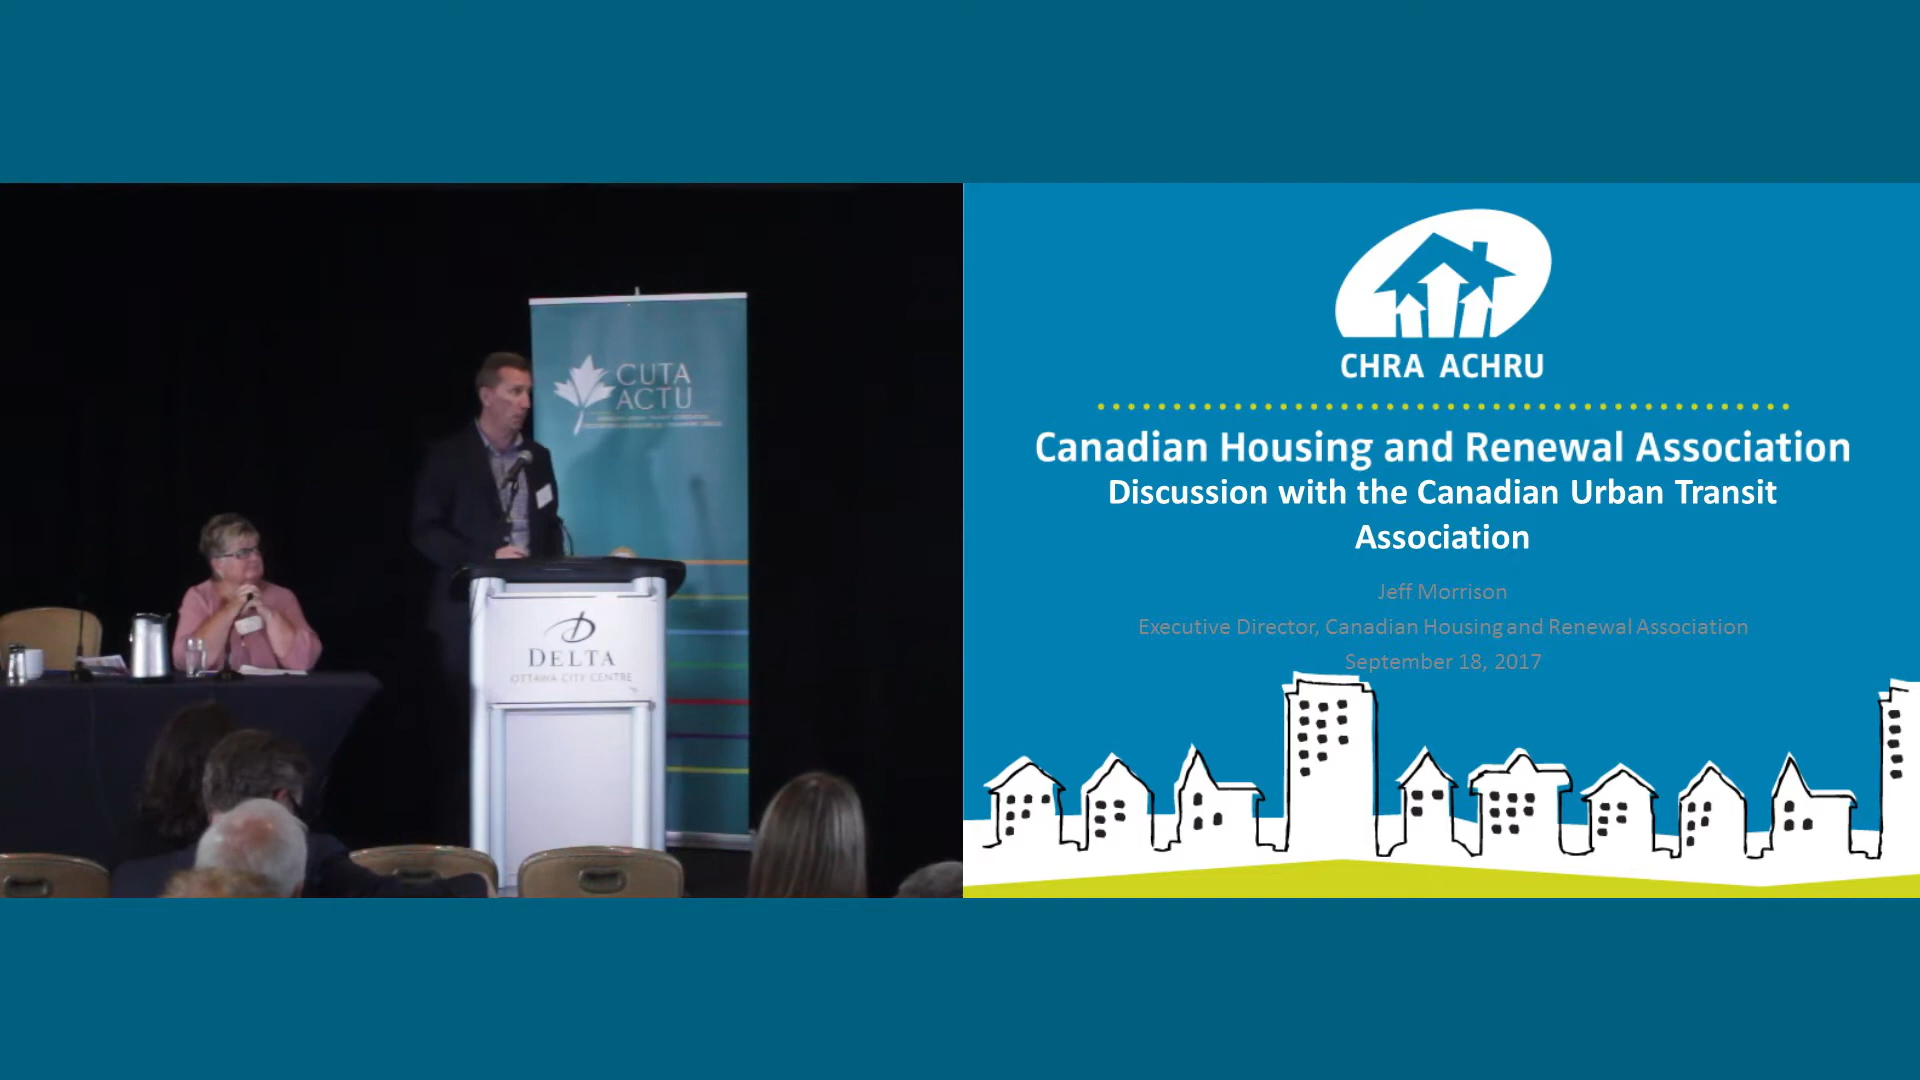 CUTA
ACTU
DELTA
OTTAWA CITY CENTRE
CHRA ACHRU
Canadian Housing and Renewal Association
Discussion with the Canadian Urban Transit
Association
Jeff Morrison
Executive Director, Canadian Housing and Renewal Association
September 18, 2017